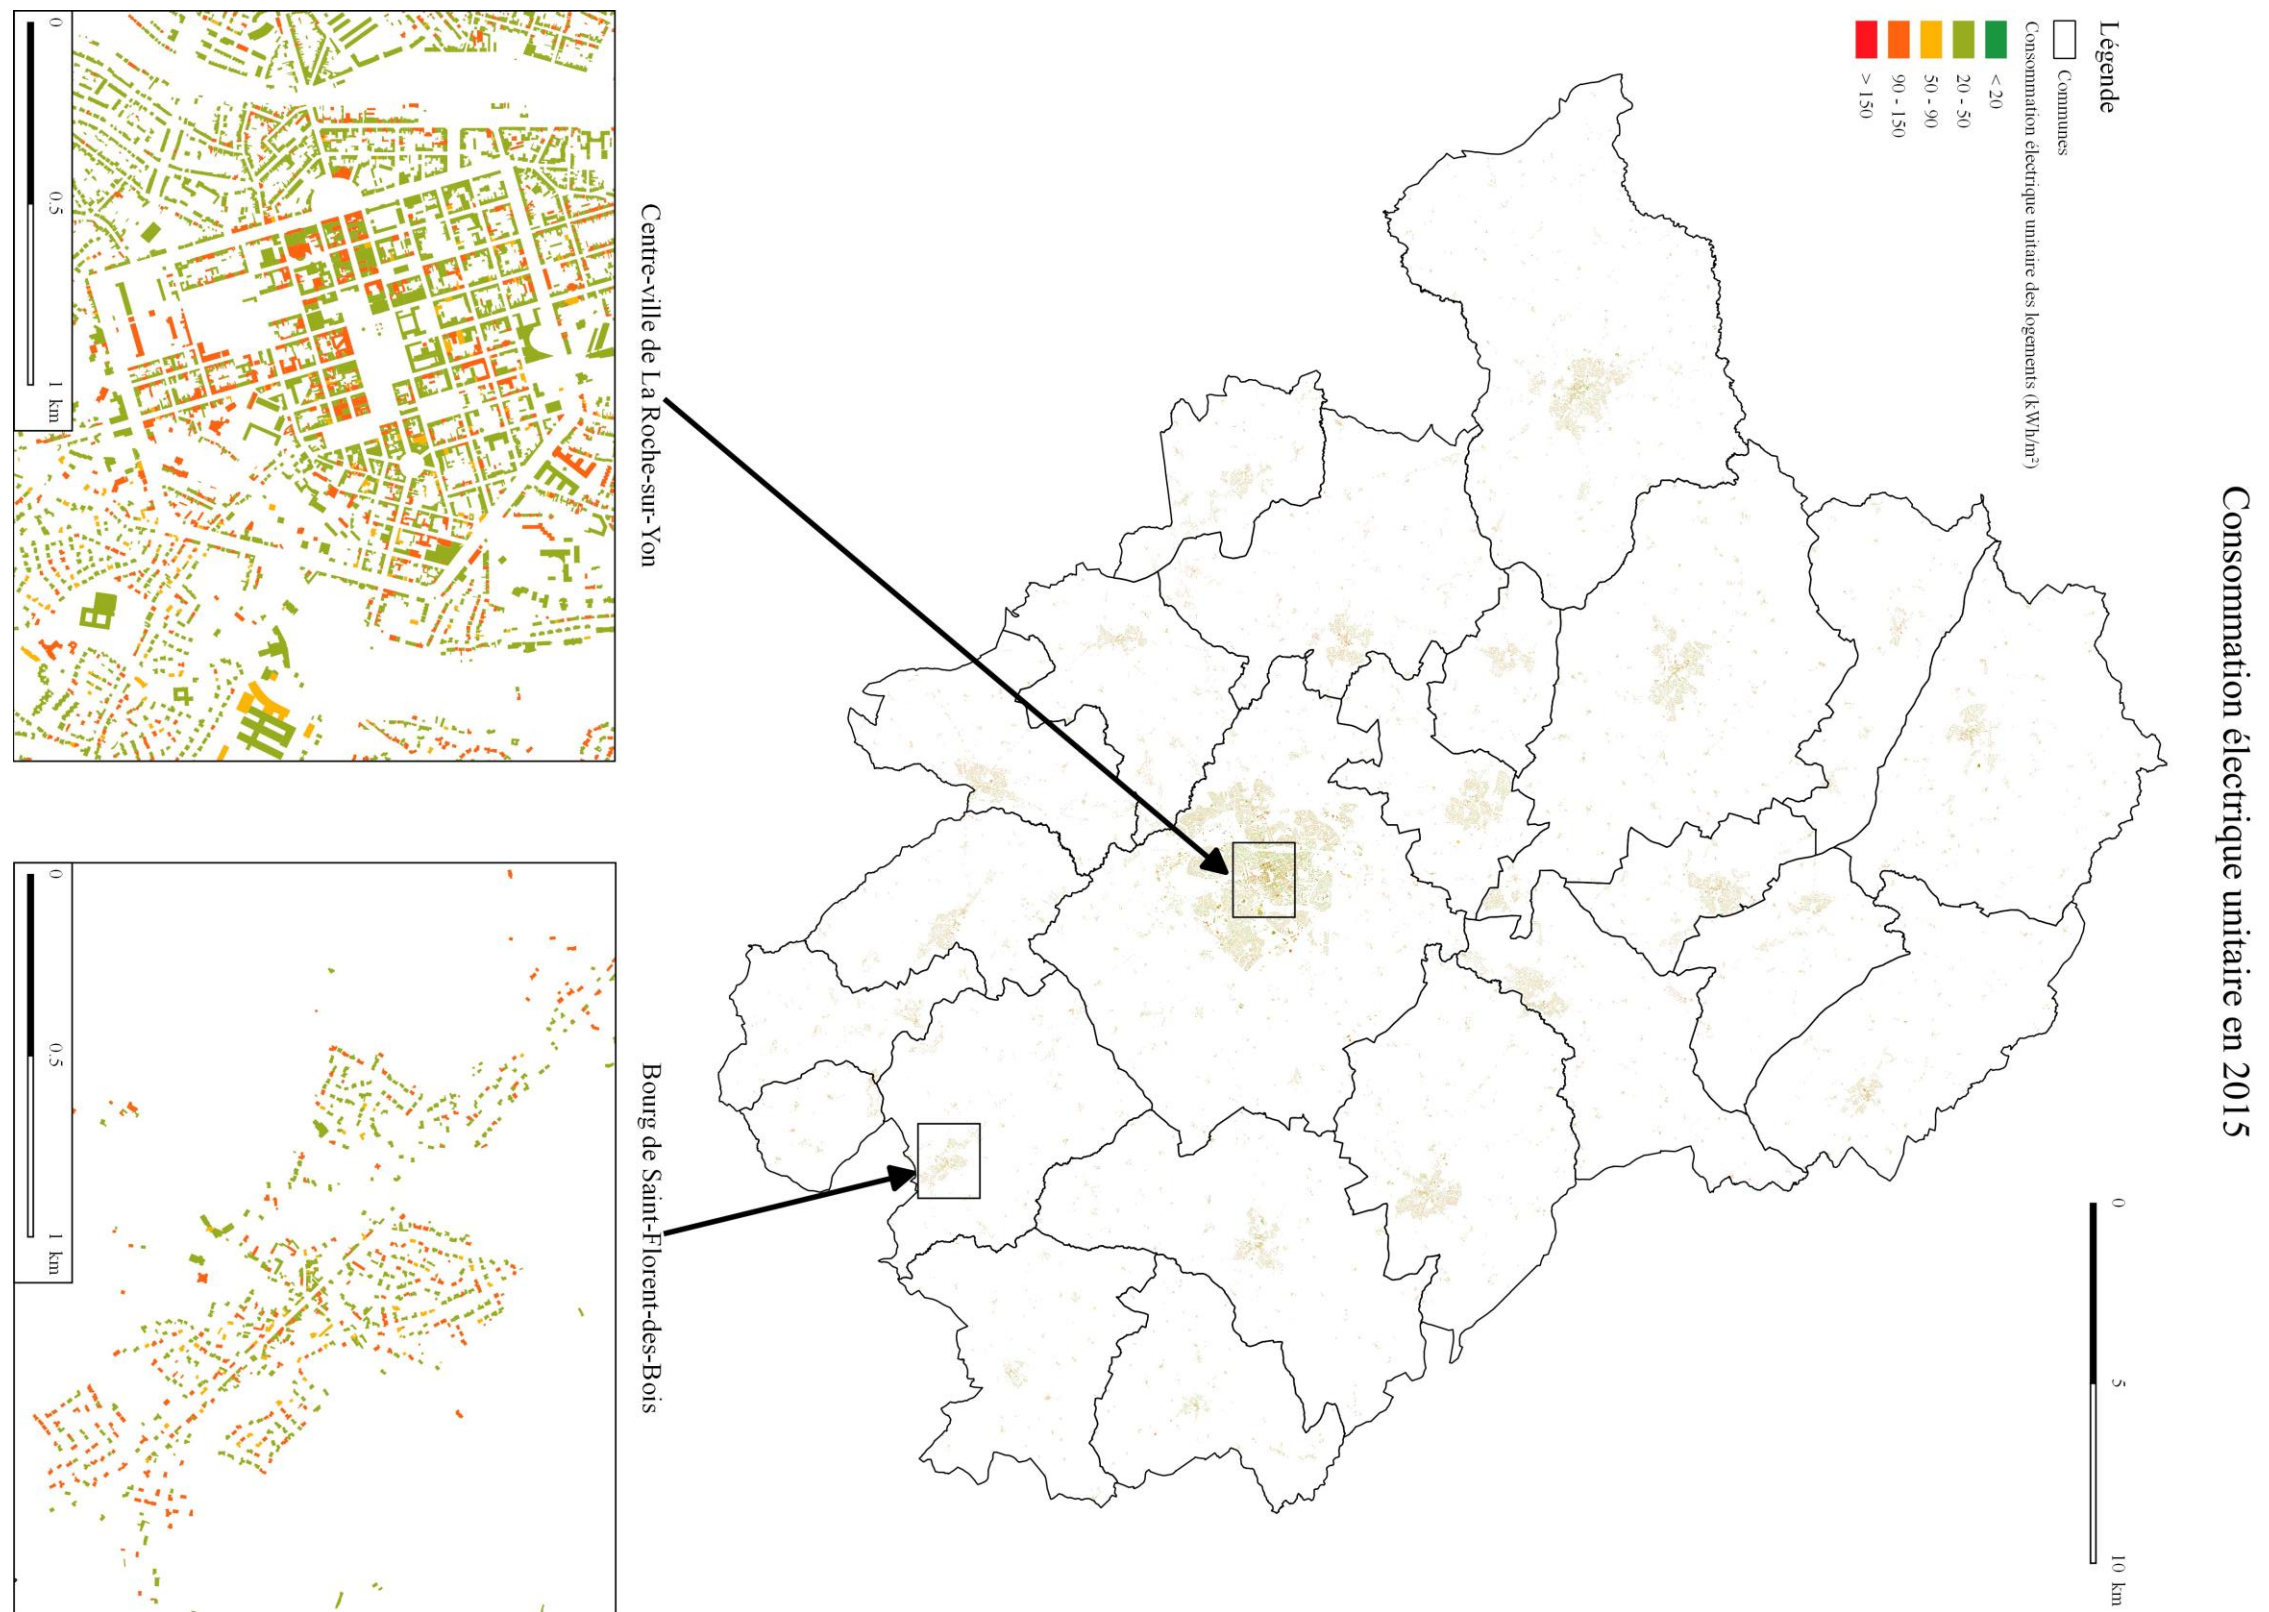 Consommation électrique unitaire en 2015
Légende
Communes
Consommation électrique unitaire des logements (kWh/m²)
< 20
20 - 50
50 - 90
90 - 150
> 150
0 5 10 km
Centre-ville de La Roche-sur-Yon
Bourg de Saint-Florent-des-Bois
0 0.5 1 km
0 0.5 1 km